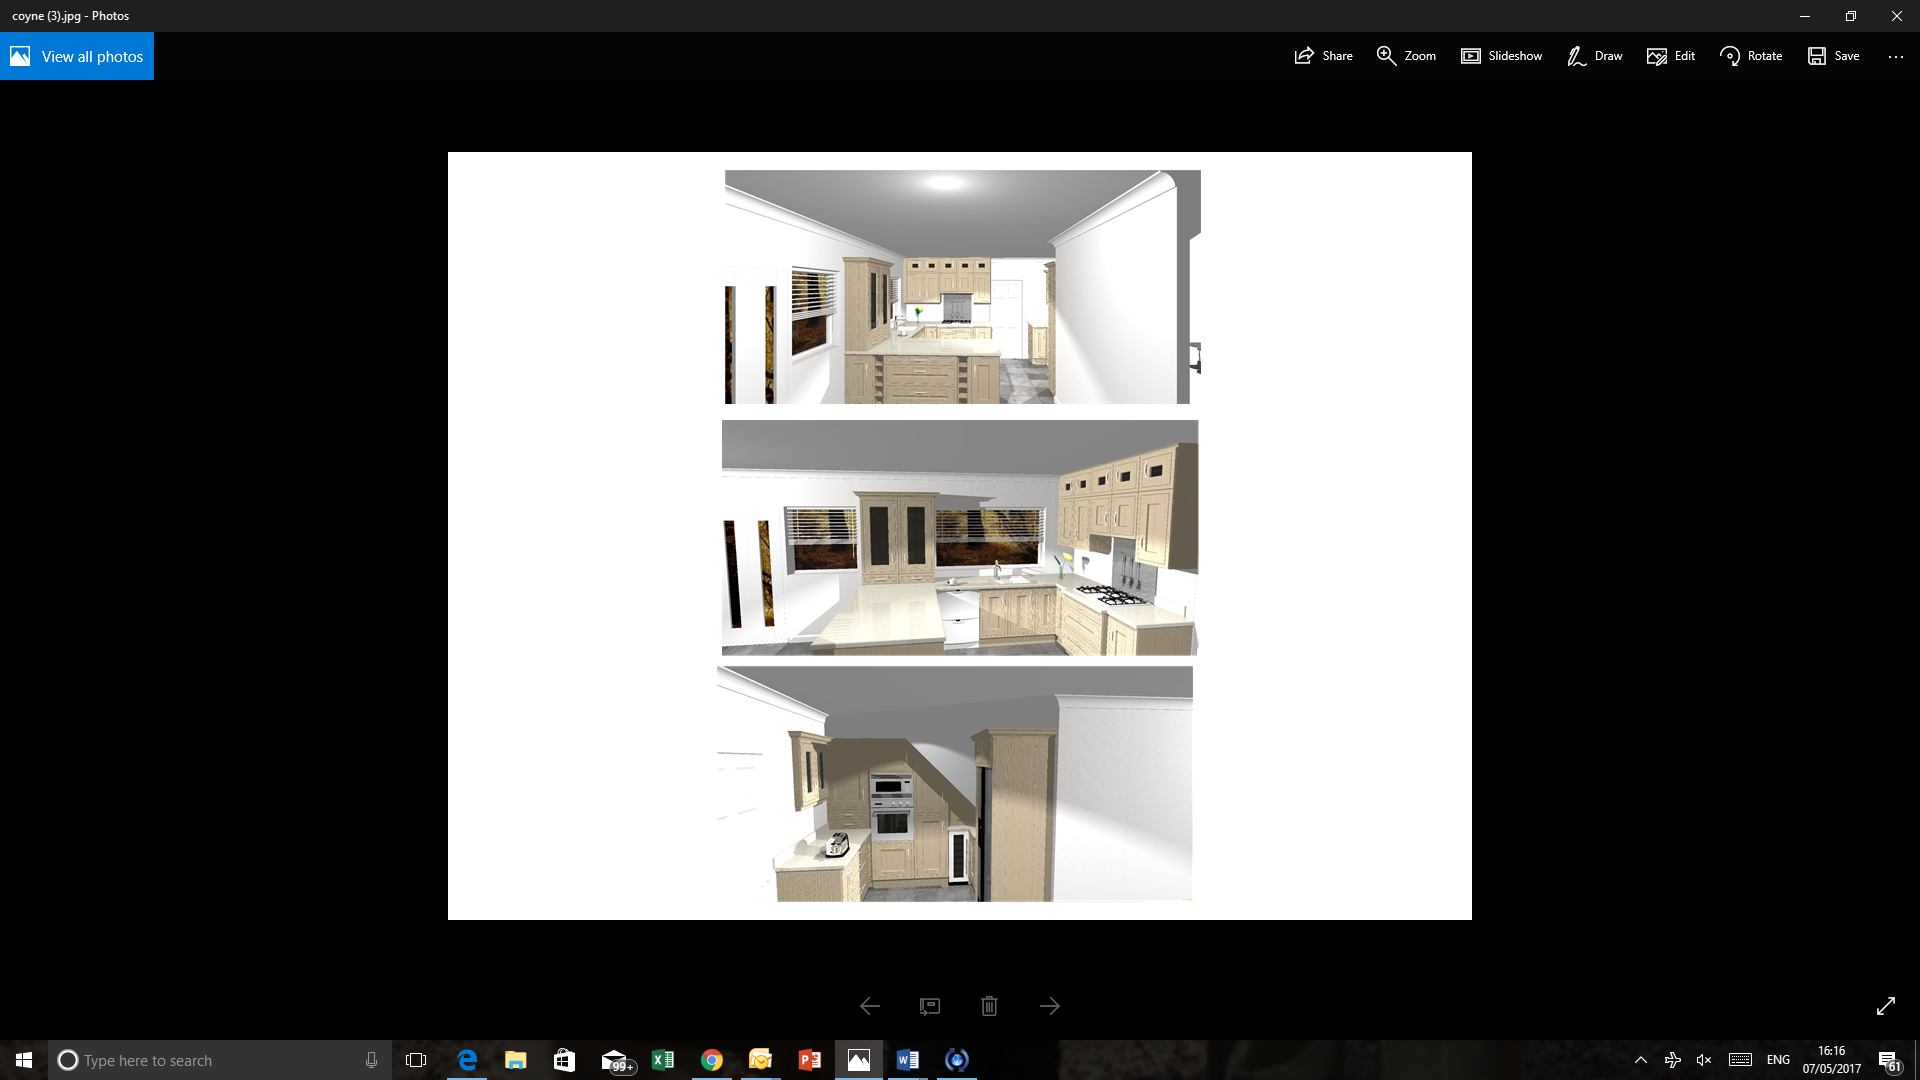 coyne (3).jpg - Photos
View all photos
Share
Zoom
Slideshow
Draw
Edit
Rotate
Save
Type here to search
99+
ENG
16:16
07/05/2017
61